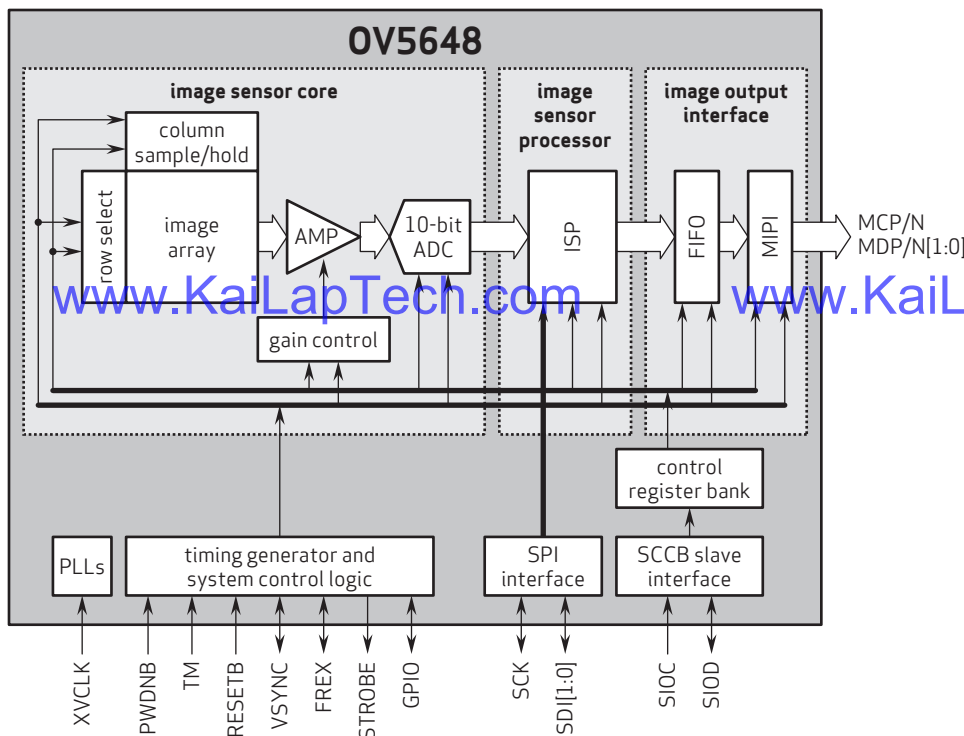 OV5648
image sensor core
image
sensor
processor
image output
interface
column
sample/hold
row select
image
array
AMP
10-bit
ADC
ISP
FIFO
MIPI
MCP/N
MDP/N[1:0]
www.KaiLapTech.com
www.KaiL
gain control
control
register bank
PLLs
timing generator and
system control logic
SPI
interface
SCCB slave
interface
XVCLK
PWDNB
TM
RESETB
VSYNC
FREX
STROBE
GPIO
SCK
SDI[1:0]
SIOC
SIOD